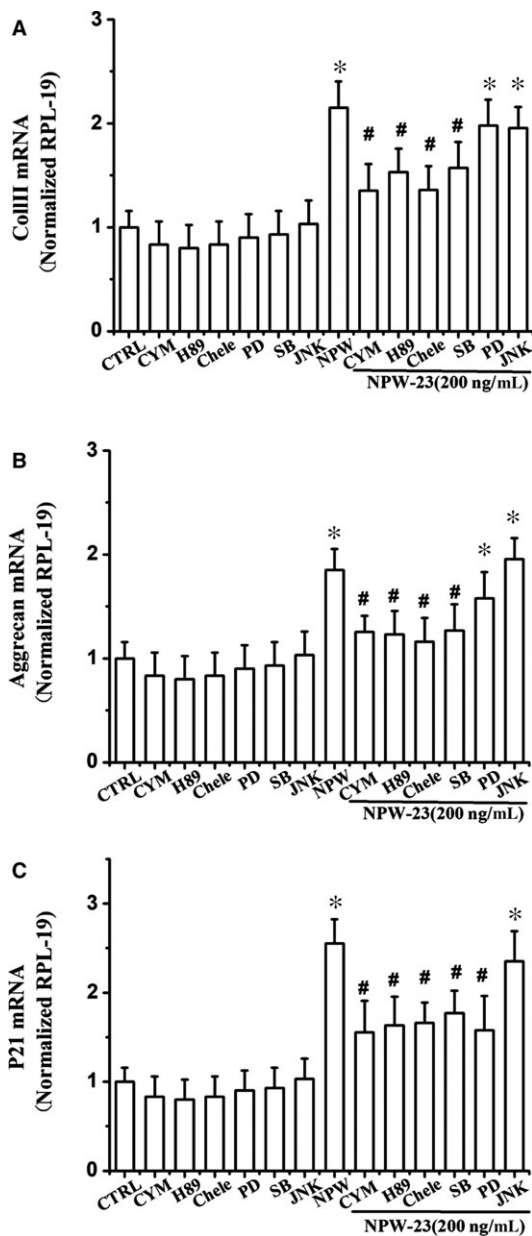 A
CollII mRNA
(Normalized RPL-19)
3
2
1
0
* # # # # * *
CTRL CYM H89 Chele PD SB JNK NPW CYM H89 Chele SB PD JNK
NPW-23(200 ng/mL)
B
Aggrecan mRNA
(Normalized RPL-19)
3
2
1
0
* # # # # * *
CTRL CYM H89 Chele PD SB JNK NPW CYM H89 Chele SB PD JNK
NPW-23(200 ng/mL)
C
P21 mRNA
(Normalized RPL-19)
3
2
1
0
* # # # # # *
CTRL CYM H89 Chele PD SB JNK NPW CYM H89 Chele SB PD JNK
NPW-23(200 ng/mL)